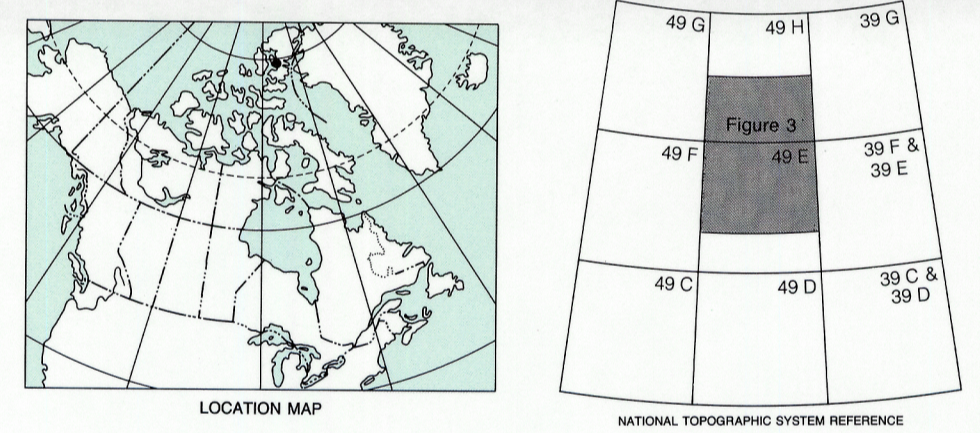 LOCATION MAP
49 G
49 H
39 G
Figure 3
49 F
49 E
39 F &
39 E
49 C
49 D
39 C &
39 D
NATIONAL TOPOGRAPHIC SYSTEM REFERENCE